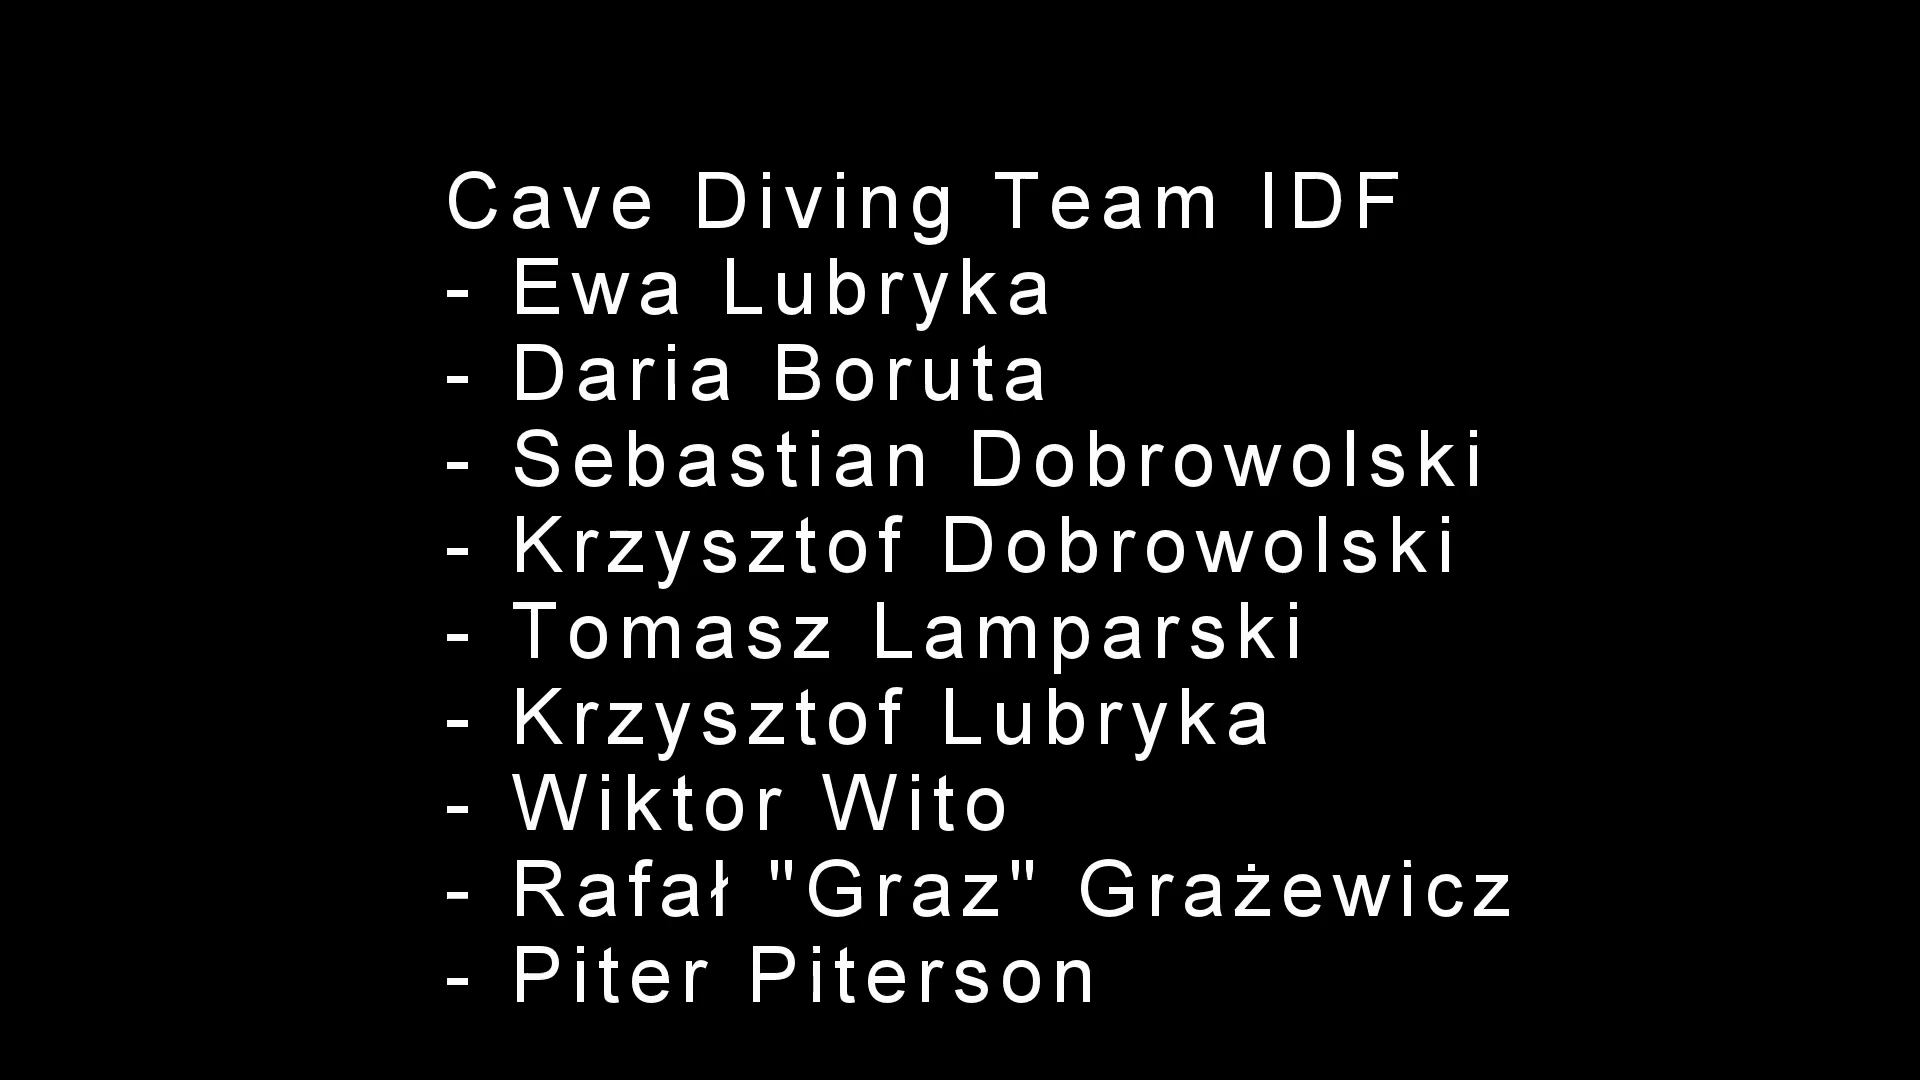 Cave Diving Team IDF
- Ewa Lubryka
- Daria Boruta
- Sebastian Dobrowolski
- Krzysztof Dobrowolski
- Tomasz Lamparski
- Krzysztof Lubryka
- Wiktor Wito
- Rafał "Graz" Grażewicz
- Piter Piterson